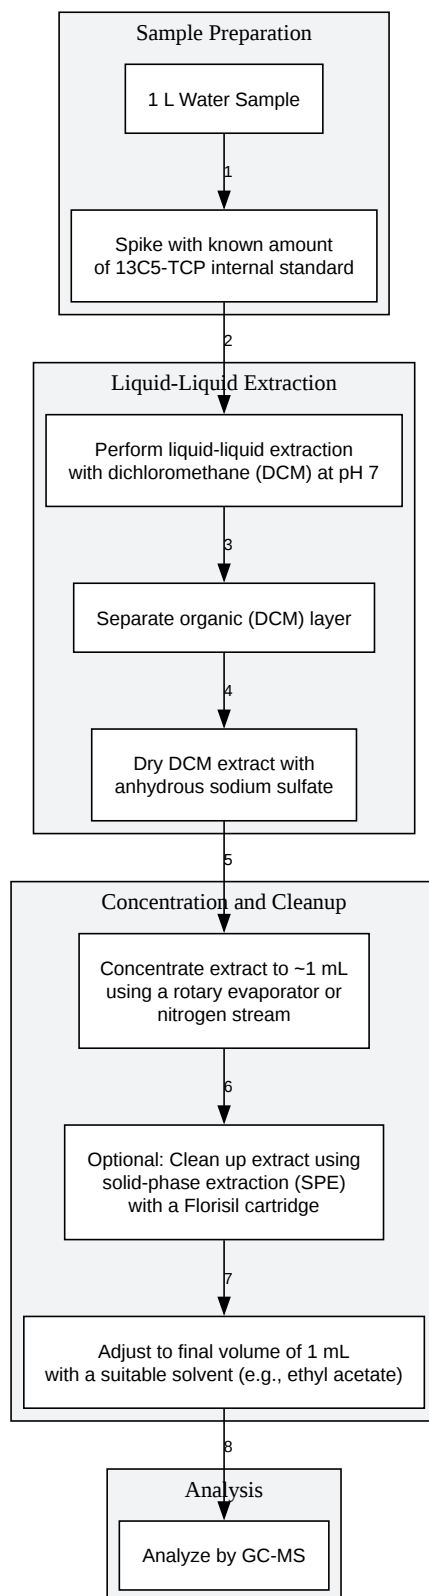 Sample Preparation
1 L Water Sample
1
Spike with known amount
of 13C5-TCP internal standard
2
Liquid-Liquid Extraction
Perform liquid-liquid extraction
with dichloromethane (DCM) at pH 7
3
Separate organic (DCM) layer
4
Dry DCM extract with
anhydrous sodium sulfate
5
Concentration and Cleanup
Concentrate extract to ~1 mL
using a rotary evaporator or
nitrogen stream
6
Optional: Clean up extract using
solid-phase extraction (SPE)
with a Florisil cartridge
7
Adjust to final volume of 1 mL
with a suitable solvent (e.g., ethyl acetate)
8
Analysis
Analyze by GC-MS